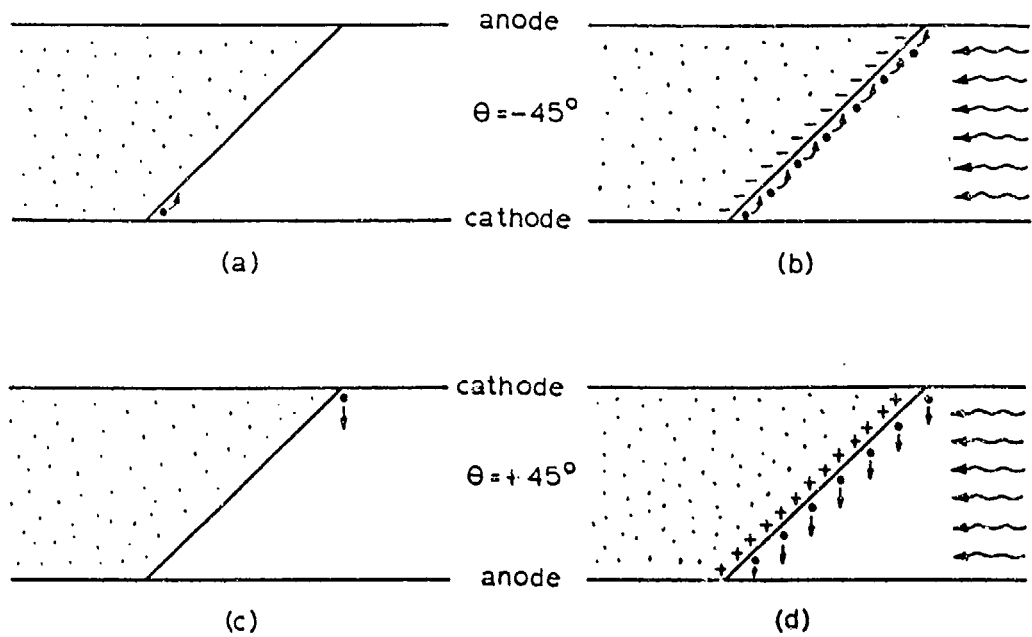 anode
θ = -45°
cathode
(a)
(b)
cathode
θ = + 45°
anode
(c)
(d)